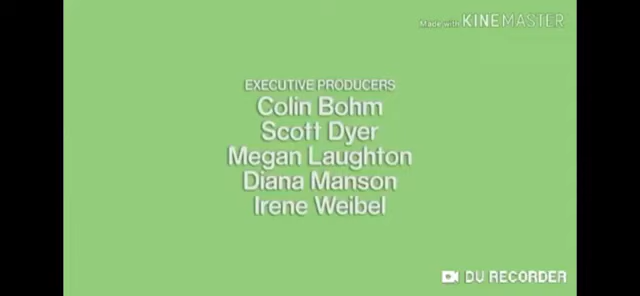 Made with KINEMASTER
EXECUTIVE PRODUCERS
Colin Bohm
Scott Dyer
Megan Laughton
Diana Manson
Irene Weibel
DU RECORDER